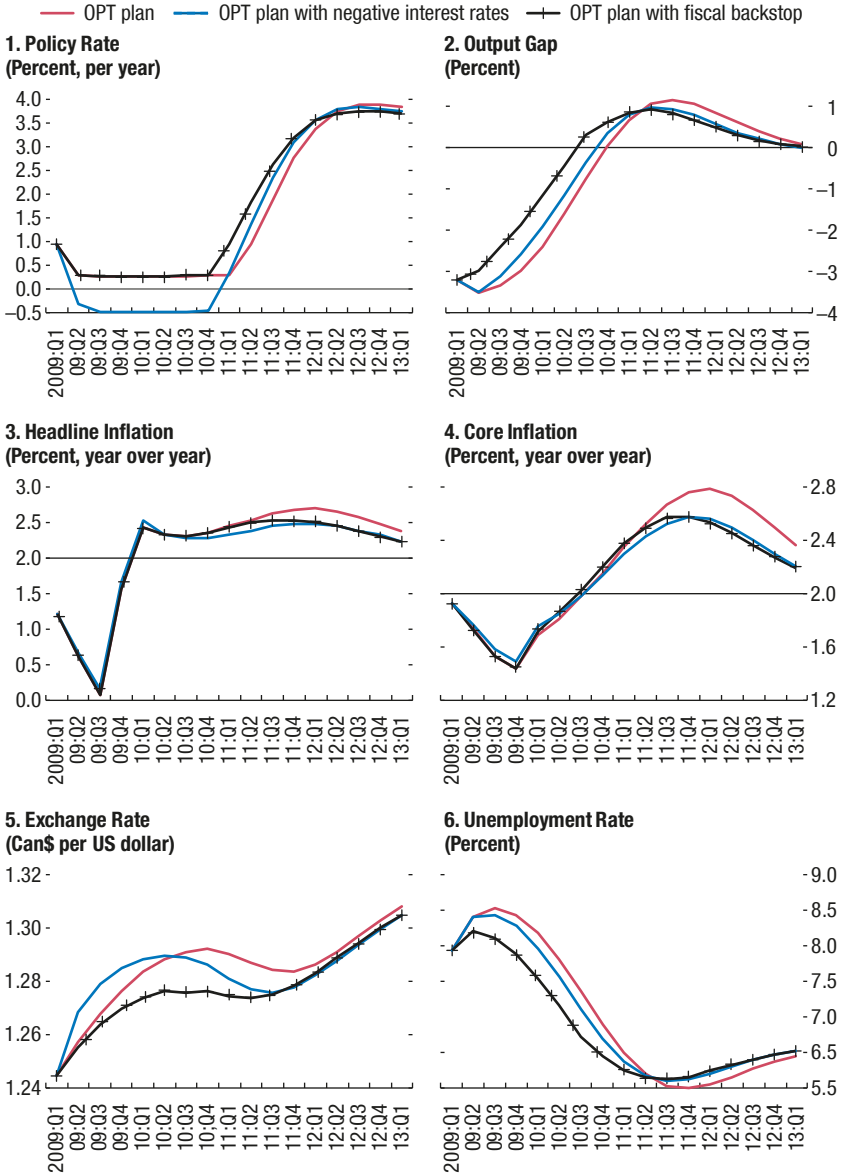 OPT plan OPT plan with negative interest rates OPT plan with fiscal backstop
1. Policy Rate
(Percent, per year)
4.0
3.5
3.0
2.5
2.0
1.5
1.0
0.5
0.0
–0.5
2009:Q1
09:Q2
09:Q3
09:Q4
10:Q1
10:Q2
10:Q3
10:Q4
11:Q1
11:Q2
11:Q3
11:Q4
12:Q1
12:Q2
12:Q3
12:Q4
13:Q1
2. Output Gap
(Percent)
1
0
–1
–2
–3
–4
2009:Q1
09:Q2
09:Q3
09:Q4
10:Q1
10:Q2
10:Q3
10:Q4
11:Q1
11:Q2
11:Q3
11:Q4
12:Q1
12:Q2
12:Q3
12:Q4
13:Q1
3. Headline Inflation
(Percent, year over year)
3.0
2.5
2.0
1.5
1.0
0.5
0.0
2009:Q1
09:Q2
09:Q3
09:Q4
10:Q1
10:Q2
10:Q3
10:Q4
11:Q1
11:Q2
11:Q3
11:Q4
12:Q1
12:Q2
12:Q3
12:Q4
13:Q1
4. Core Inflation
(Percent, year over year)
2.8
2.4
2.0
1.6
1.2
2009:Q1
09:Q2
09:Q3
09:Q4
10:Q1
10:Q2
10:Q3
10:Q4
11:Q1
11:Q2
11:Q3
11:Q4
12:Q1
12:Q2
12:Q3
12:Q4
13:Q1
5. Exchange Rate
(Can$ per US dollar)
1.32
1.30
1.28
1.26
1.24
2009:Q1
09:Q2
09:Q3
09:Q4
10:Q1
10:Q2
10:Q3
10,Q4
11:Q1
11:Q2
11:Q3
11:Q4
12:Q1
12:Q2
12:Q3
12:Q4
13:Q1
6. Unemployment Rate
(Percent)
9.0
8.5
8.0
7.5
7.0
6.5
5.5
2009:Q1
09:Q2
09:Q3
09:Q4
10:Q1
10:Q2
10:Q3
10:Q4
11:Q1
11:Q2
11:Q3
11:Q4
12:Q1
12:Q2
12:Q3
12:Q4
13:Q1